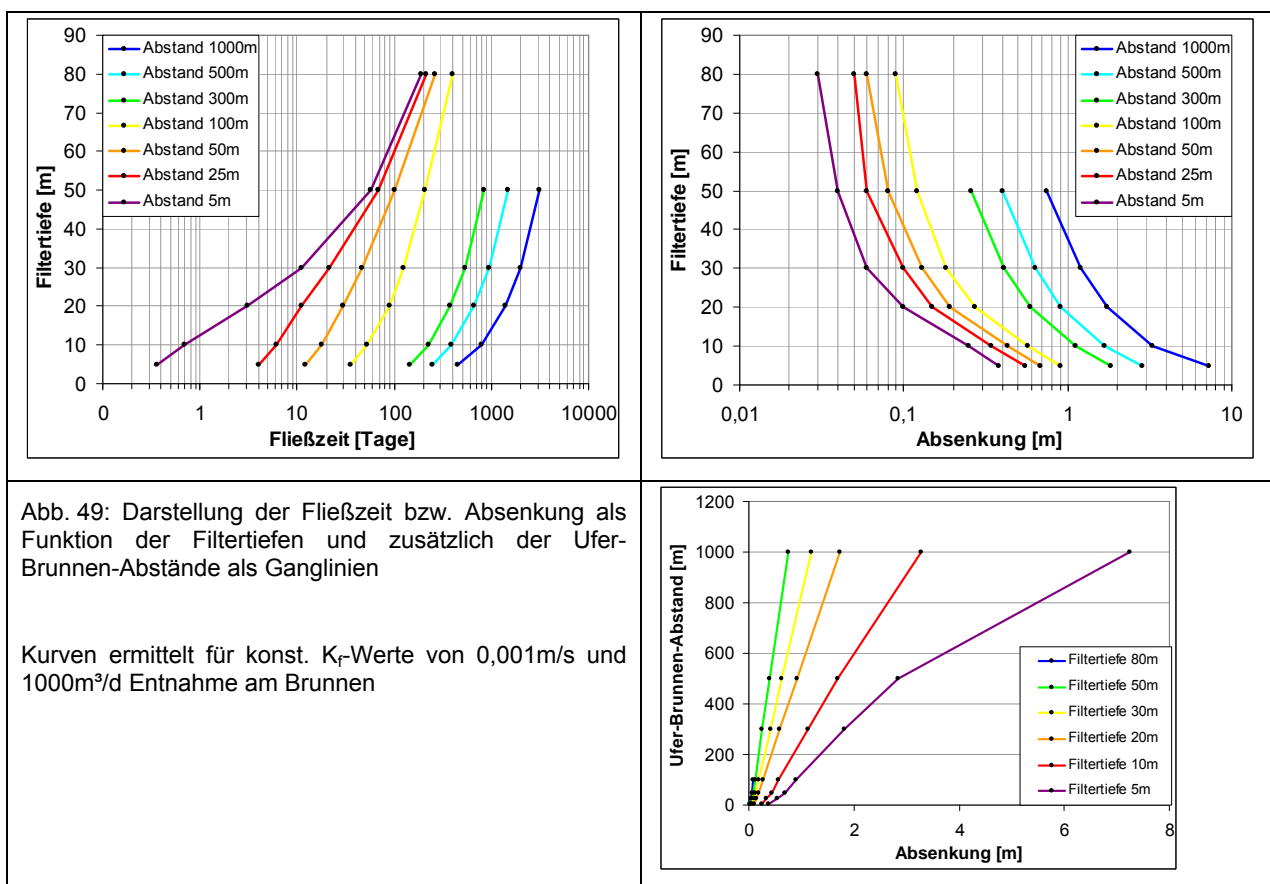 90
80
70
60
50
40
30
20
10
0
Filtertiefe [m]
Abstand 1000m
Abstand 500m
Abstand 300m
Abstand 100m
Abstand 50m
Abstand 25m
Abstand 5m
0 1 10 100 1000 10000
Fließzeit [Tage]
90
80
70
60
50
40
30
20
10
0
Filtertiefe [m]
Abstand 1000m
Abstand 500m
Abstand 300m
Abstand 100m
Abstand 50m
Abstand 25m
Abstand 5m
0,01 0,1 1 10
Absenkung [m]
Abb. 49: Darstellung der Fließzeit bzw. Absenkung als
Funktion der Filtertiefen und zusätzlich der Ufer-
Brunnen-Abstände als Ganglinien
Kurven ermittelt für konst. Kf-Werte von 0,001m/s und
1000m³/d Entnahme am Brunnen
1200
1000
800
600
400
200
0
Ufer-Brunnen-Abstand [m]
Filtertiefe 80m
Filtertiefe 50m
Filtertiefe 30m
Filtertiefe 20m
Filtertiefe 10m
Filtertiefe 5m
0 2 4 6 8
Absenkung [m]